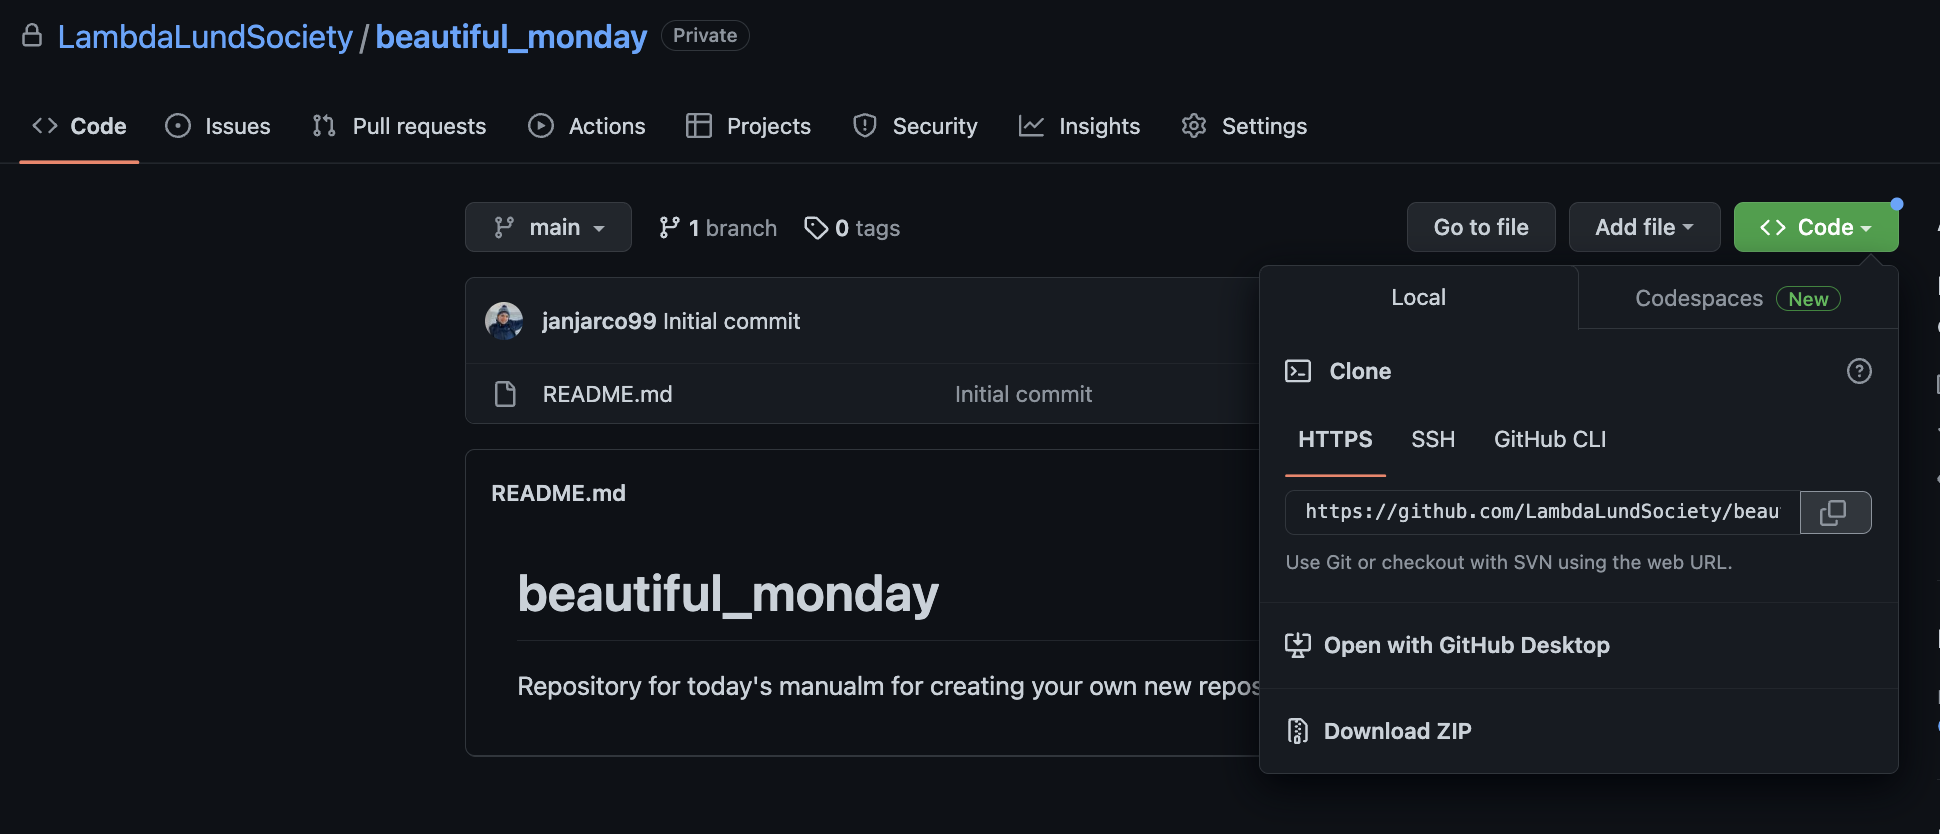 LambdaLundSociety / beautiful_monday Private
Code Issues Pull requests Actions Projects Security Insights Settings
main 1 branch 0 tags Go to file Add file Code
janjarco99 Initial commit
README.md Initial commit
README.md
beautiful_monday
Repository for today's manualm for creating your own new
Local Codespaces New
Clone
HTTPS SSH GitHub CLI
https://github.com/LambdaLundSociety/beau
Use Git or checkout with SVN using the web URL.
Open with GitHub Desktop
Download ZIP